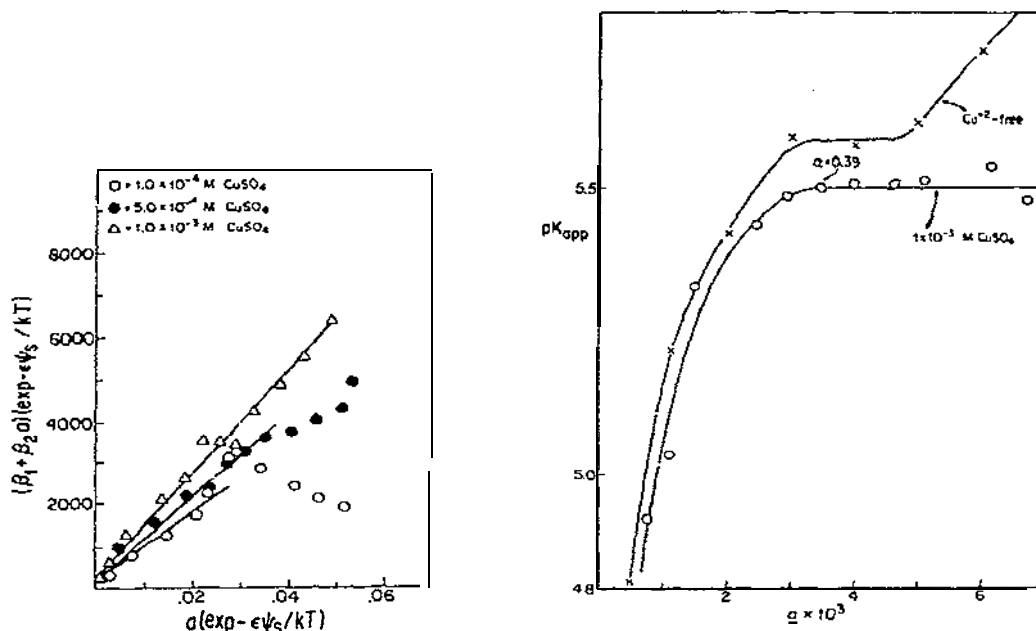 ○ = 1.0 × 10⁻⁴ M CuSO₄
● = 5.0 × 10⁻⁴ M CuSO₄
△ = 1.0 × 10⁻³ M CuSO₄
8000
6000
4000
2000
(β₁ + β₂a)(exp-ϵψₛ/kT)
.02
.04
.06
a(exp-ϵψₛ/kT)
Cu⁺²-free
α=0.39
1×10⁻³ M CuSO₄
5.5
pKapp
5.0
4.8
0
2
4
6
a × 10³